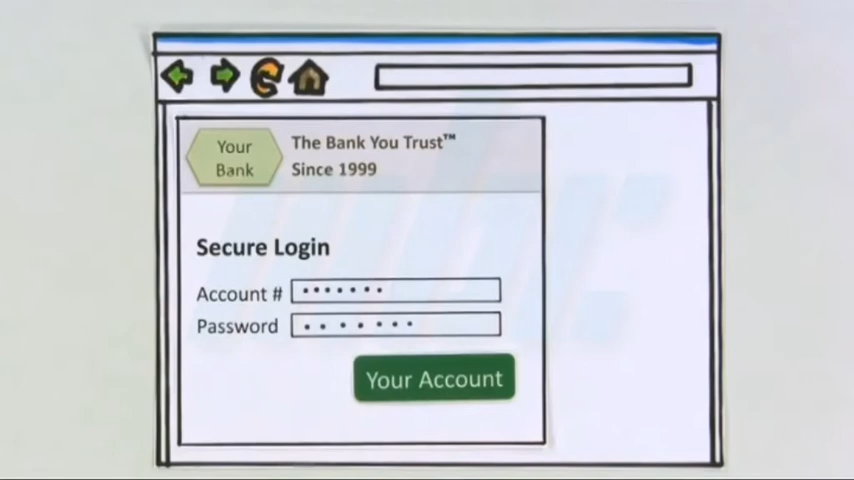 Your
Bank
The Bank You Trust™
Since 1999
Secure Login
Account #
Password
Your Account